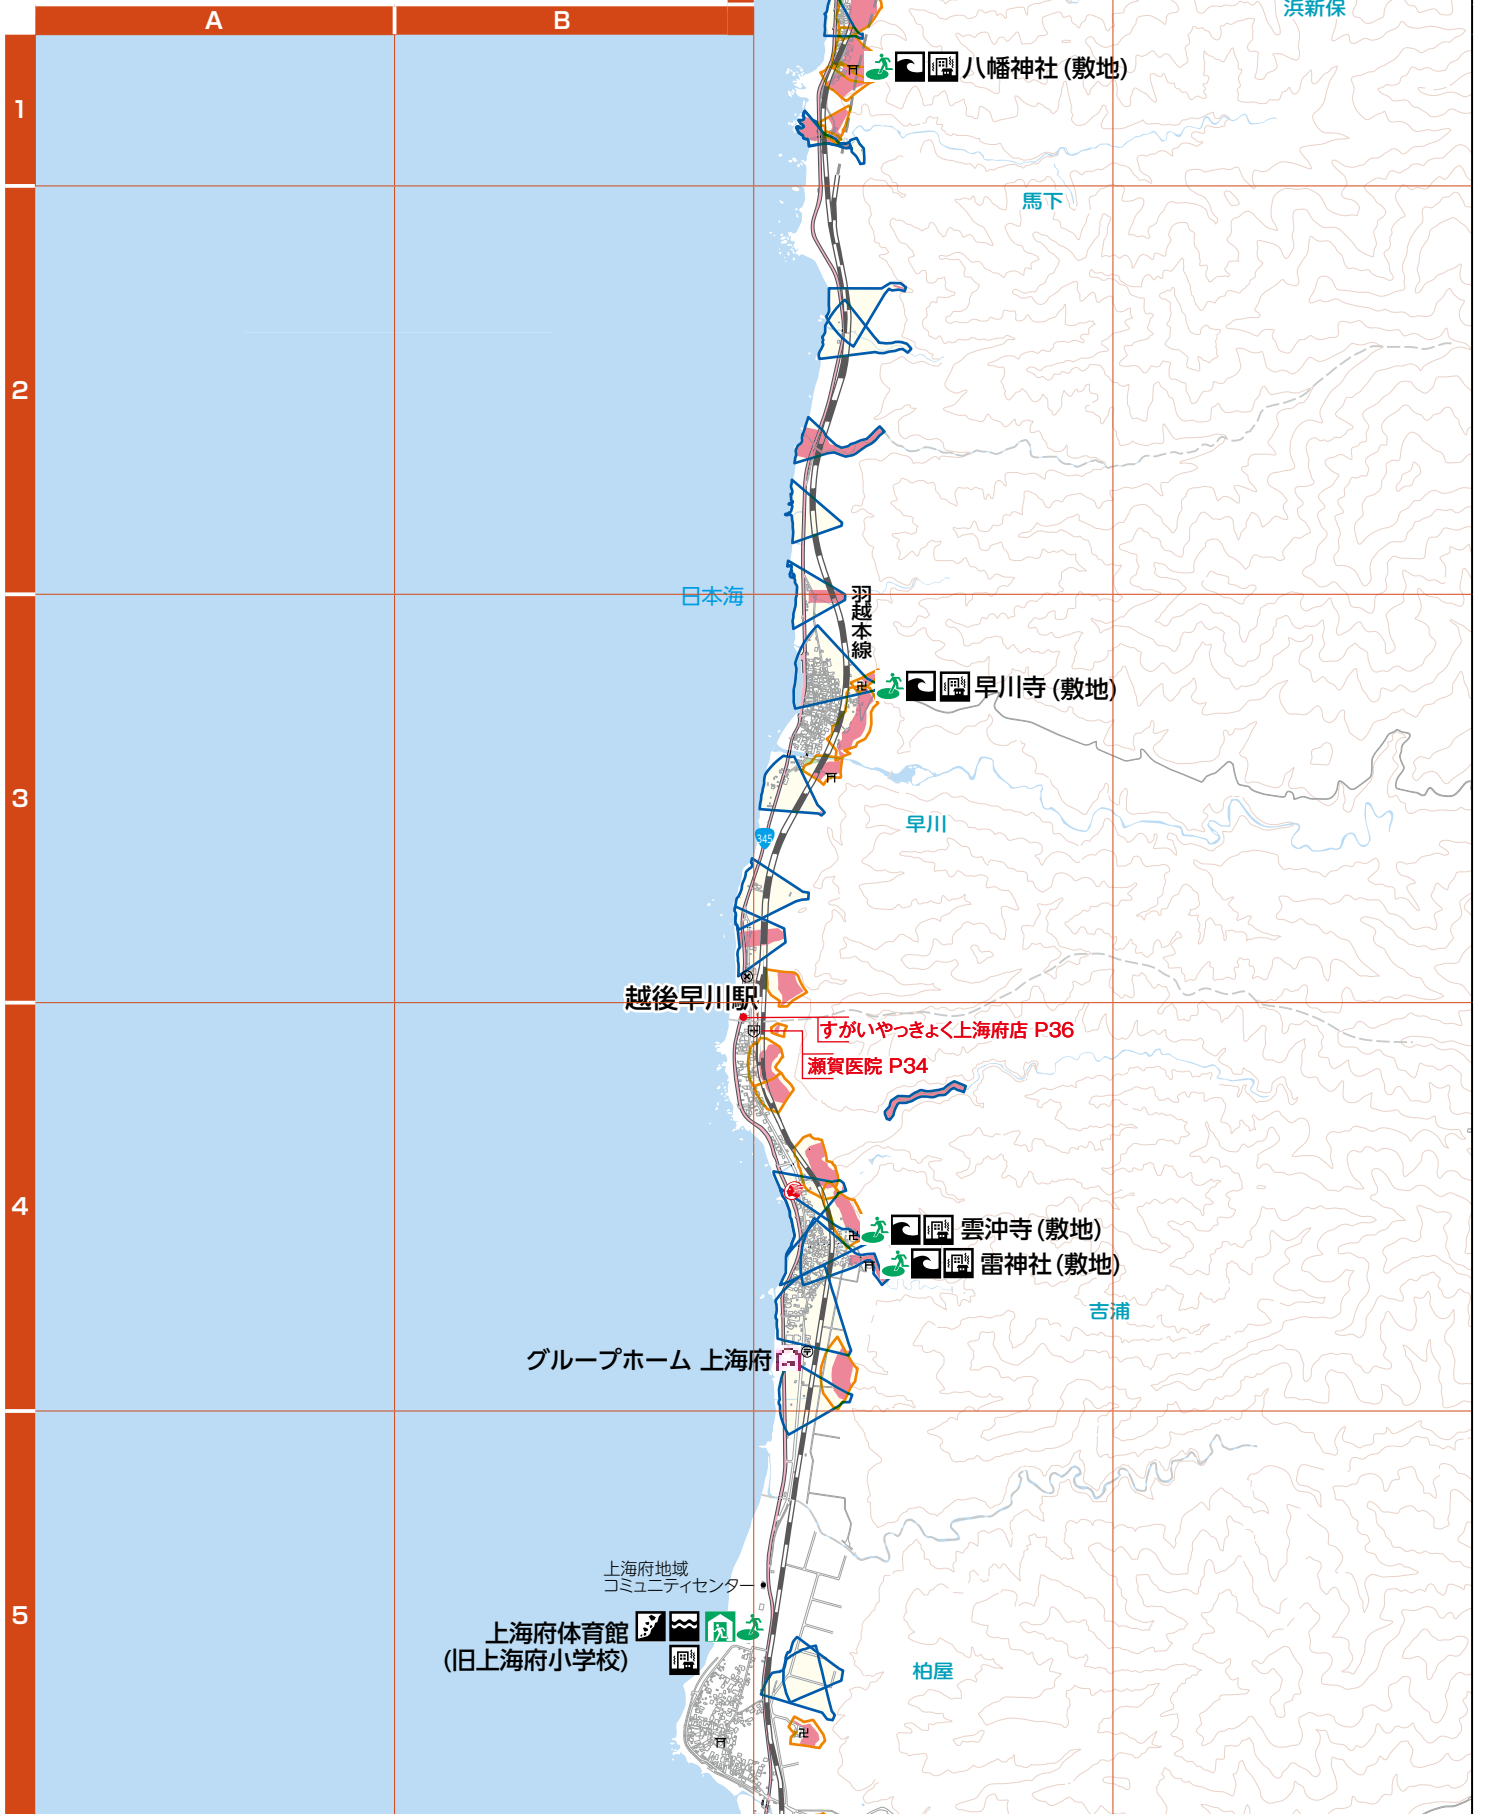 浜新保
A
B
八幡神社 (敷地)
1
馬下
2
日本海
羽越本線
早川寺 (敷地)
3
早川
345
越後早川駅
すがいやっきょく上海府店 P36
瀬賀医院 P34
4
雲沖寺 (敷地)
雷神社 (敷地)
吉浦
グループホーム 上海府
上海府地域
コミュニティセンター
5
上海府体育館
(旧上海府小学校)
柏屋